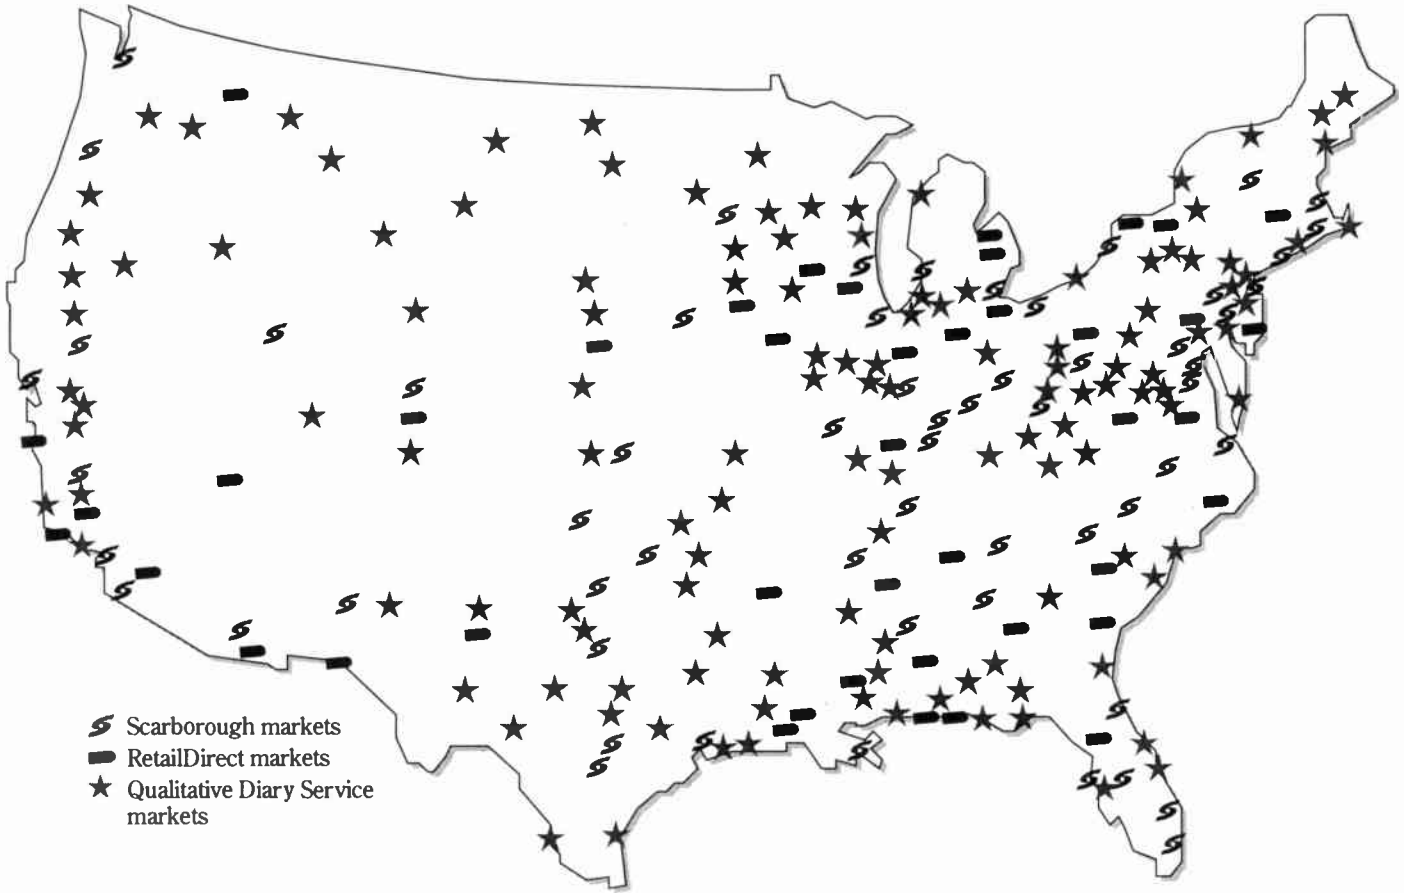 Scarborough markets
RetailDirect markets
Qualitative Diary Service
markets